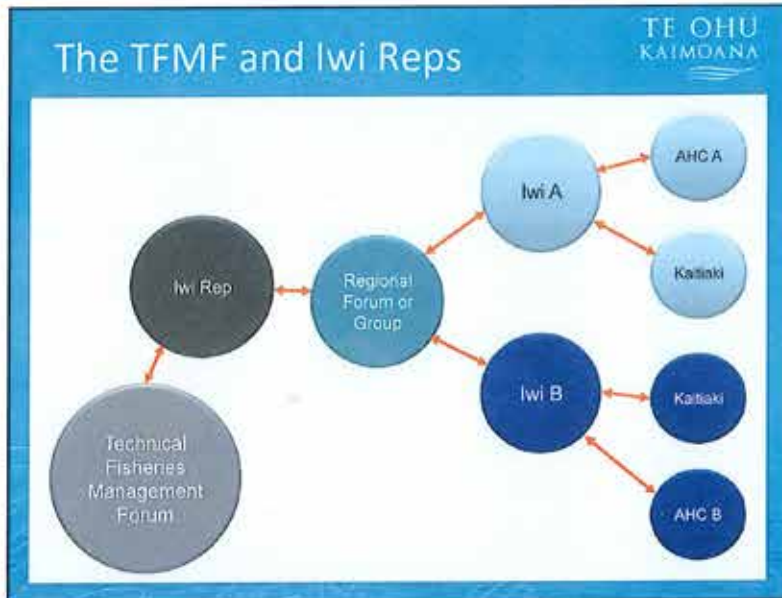 The TFMF and Iwi Reps
TE OHU
KAIMOANA
Iwi Rep
Technical
Fisheries
Management
Forum
Regional
Forum or
Group
Iwi A
AHC A
Kaitiaki
Iwi B
Kaitiaki
AHC B